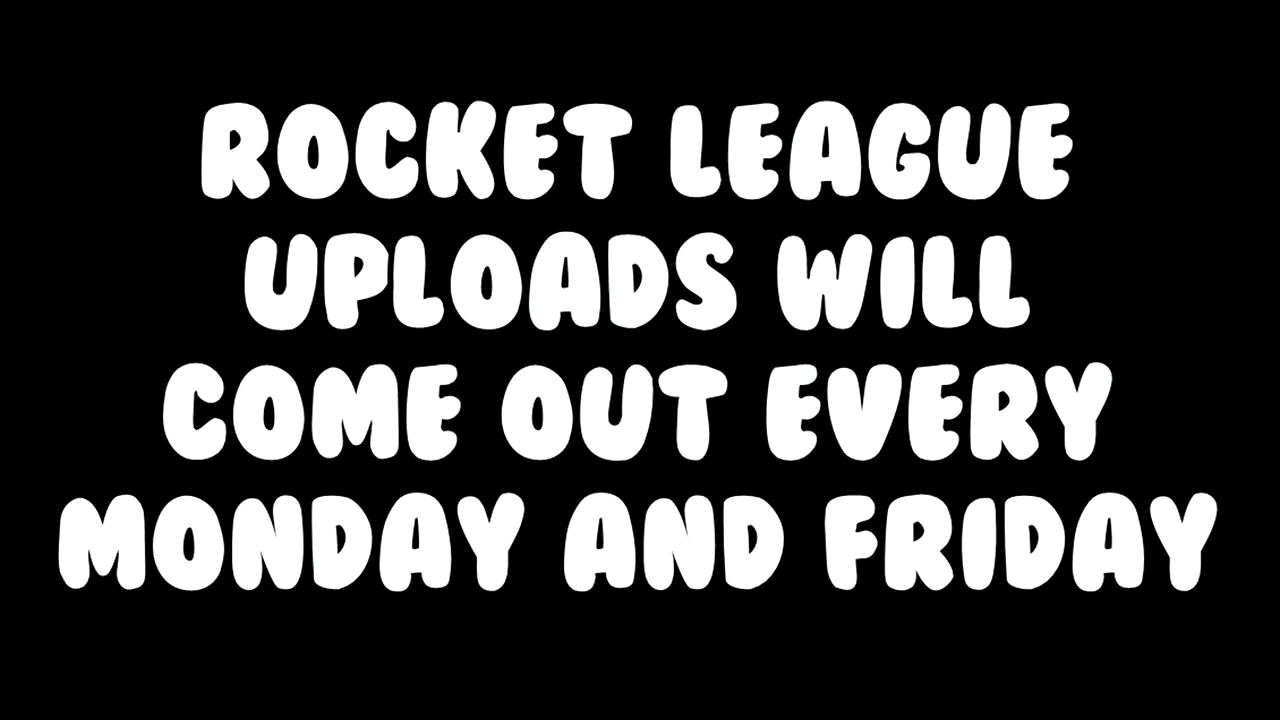 ROCKET LEAGUE
UPLOADS WILL
COME OUT EVERY
MONDAY AND FRIDAY